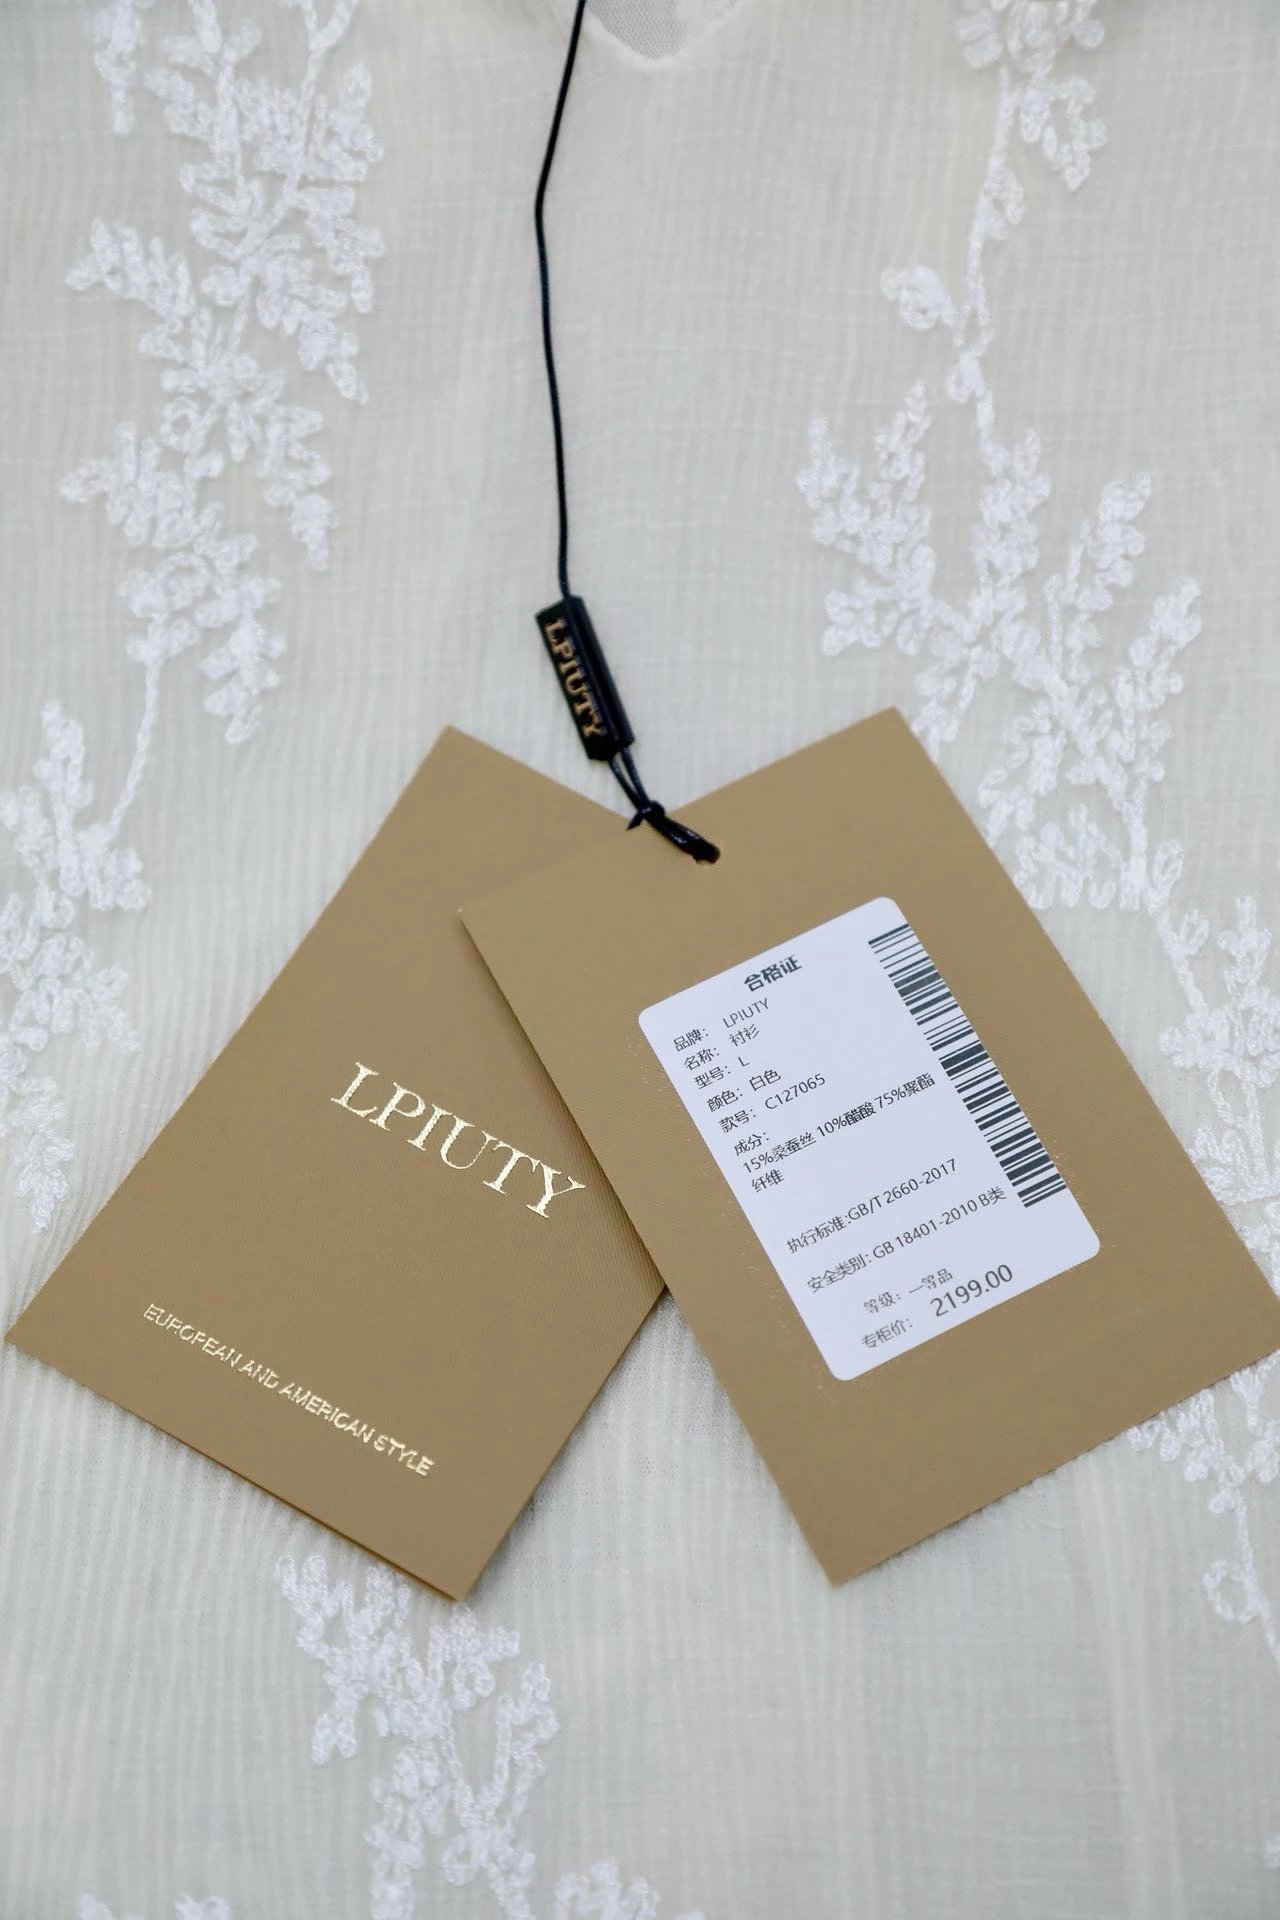 LPIUTY
LPIUTY
EUROPEAN AND AMERICAN STYLE
合格证
品牌： LPIUTY
名称： 衬衫
型号： L
颜色：白色
款号： C127065
成分：
15%桑蚕丝 10%醋酸 75%聚酯
纤维
执行标准:GB/T 2660-2017
安全类别: GB 18401-2010 B类
等级： 一等品
专柜价： 2199.00